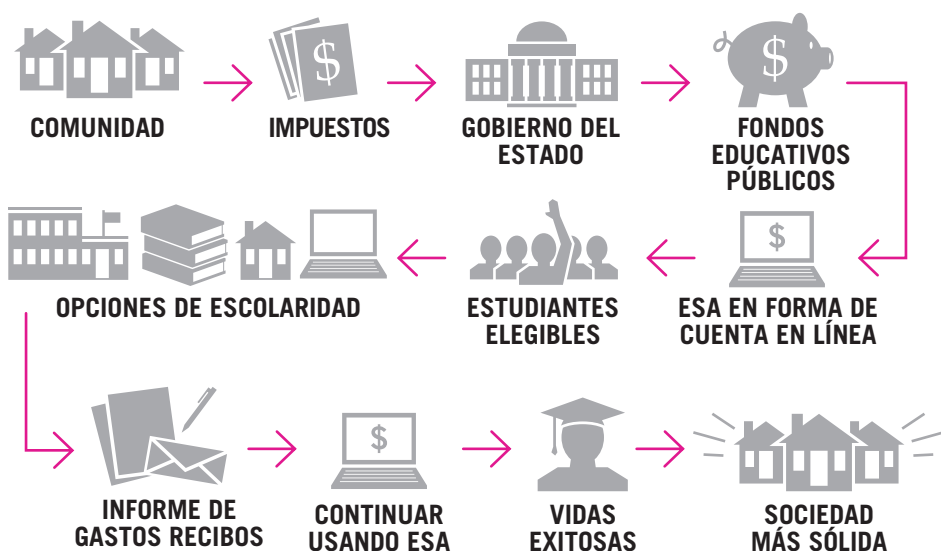 $
$
COMUNIDAD
IMPUESTOS
GOBIERNO DEL
ESTADO
FONDOS
EDUCATIVOS
PÚBLICOS
$
ESA EN FORMA DE
CUENTA EN LÍNEA
ESTUDIANTES
ELEGIBLES
OPCIONES DE ESCOLARIDAD
$
INFORME DE
GASTOS RECIBOS
CONTINUAR
USANDO ESA
VIDAS
EXITOSAS
SOCIEDAD
MÁS SÓLIDA